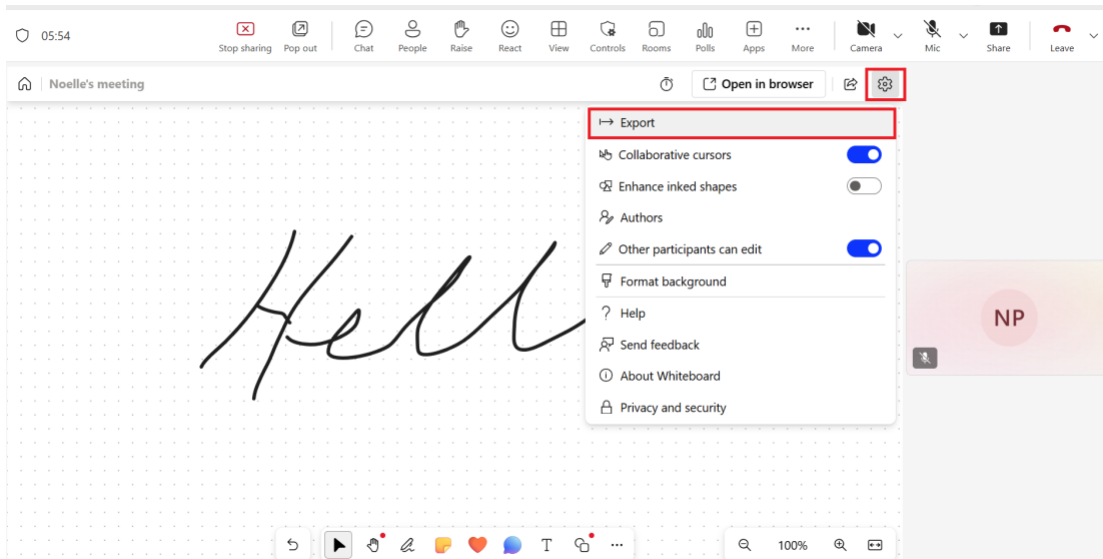 05:54
Stop sharing Pop out Chat People Raise React View Controls Rooms Polls Apps More Camera Mic Share Leave
Noelle's meeting Open in browser
Export
Collaborative cursors
Enhance inked shapes
Authors
Other participants can edit
Format background
Help
Send feedback
About Whiteboard
Privacy and security
Hell
NP
T 100%